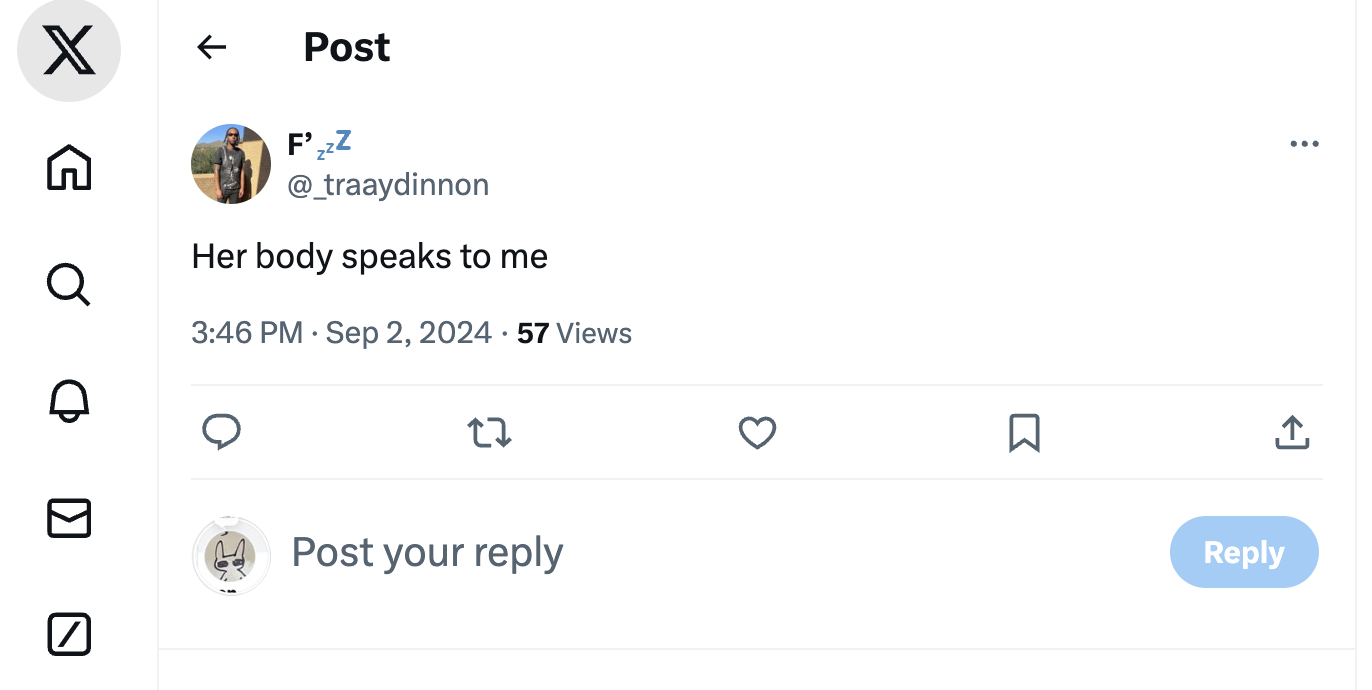 Post
F’ zzZ
@_traaydinnon
Her body speaks to me
3:46 PM · Sep 2, 2024 · 57 Views
Post your reply
Reply